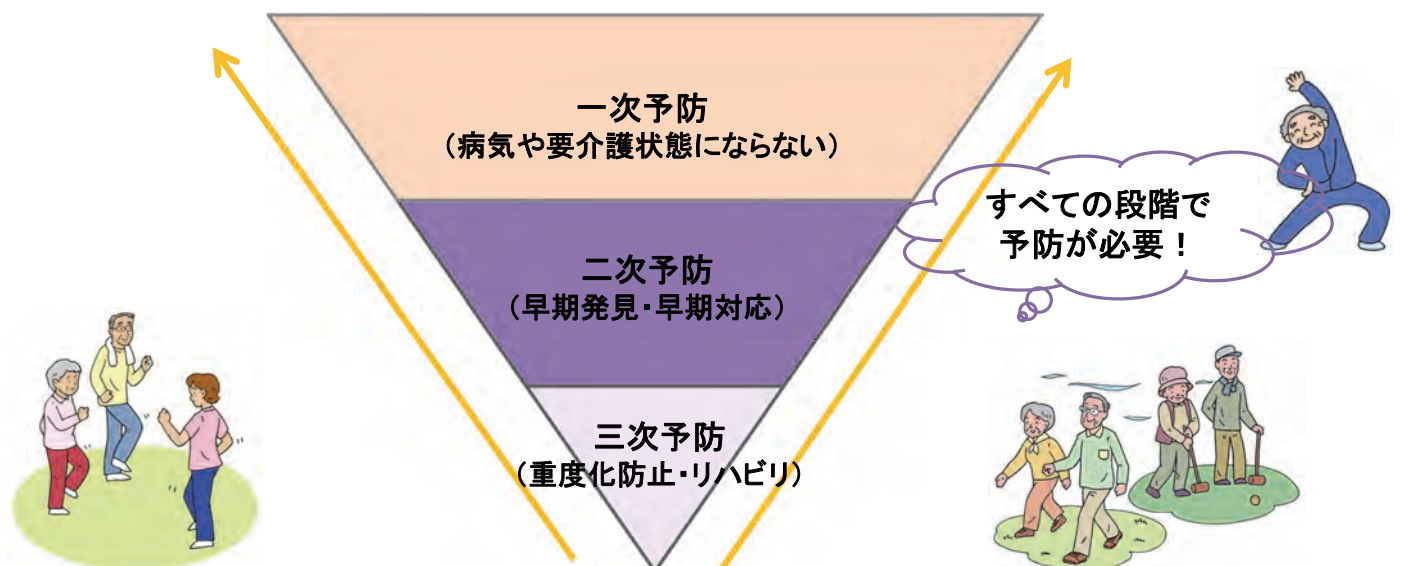 一次予防
（病気や要介護状態にならない）
すべての段階で
予防が必要！
二次予防
（早期発見・早期対応）
三次予防
（重度化防止・リハビリ）